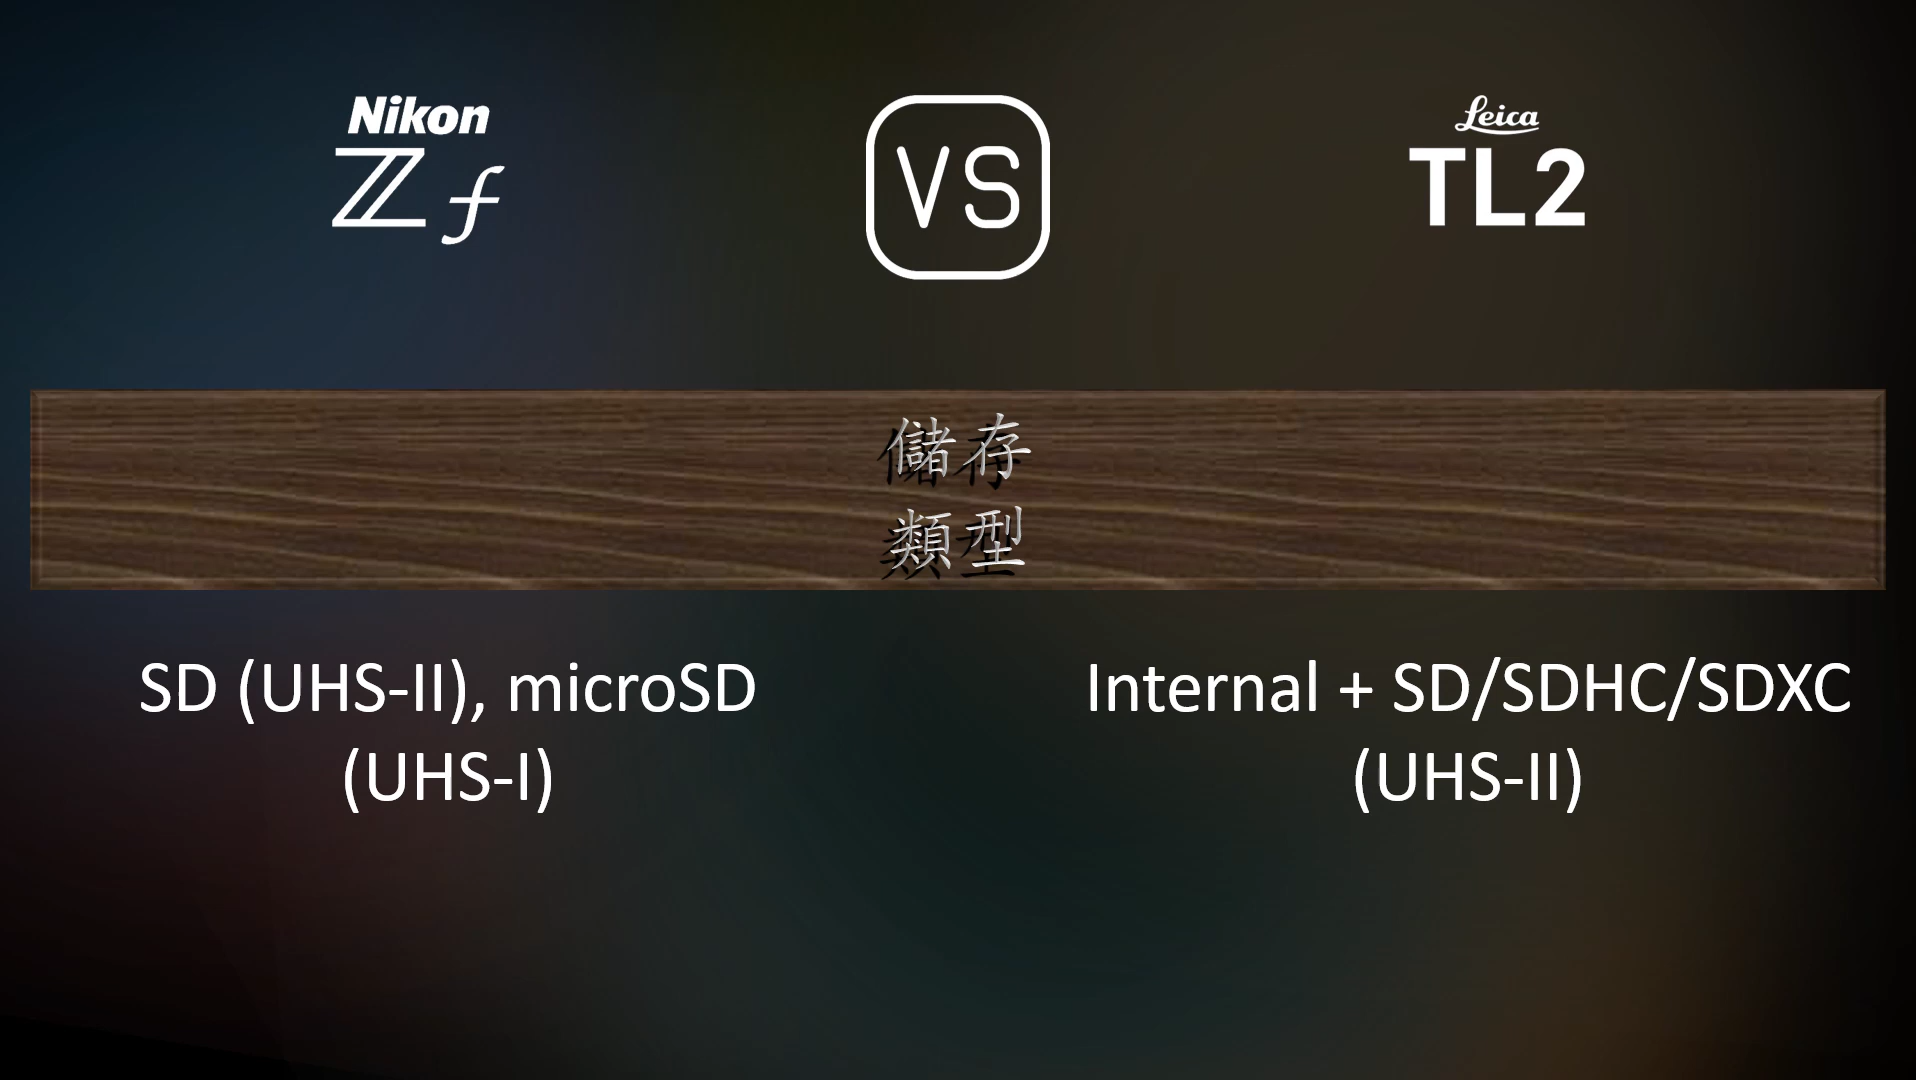 Nikon
Z f
VS
Leica
TL2
儲存
類型
SD (UHS-II), microSD
(UHS-I)
Internal + SD/SDHC/SDXC
(UHS-II)